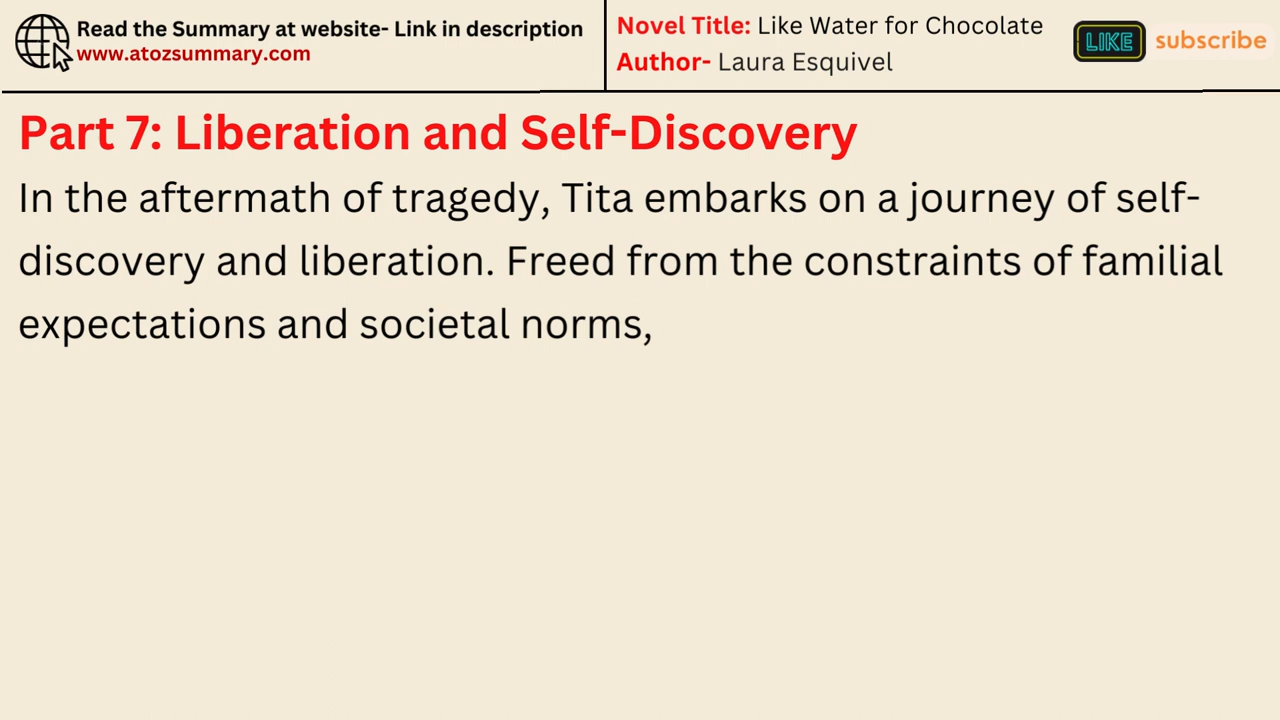 Read the Summary at website- Link in description
www.atozsummary.com
Novel Title: Like Water for Chocolate
Author- Laura Esquivel
LIKE
subscribe
Part 7: Liberation and Self-Discovery
In the aftermath of tragedy, Tita embarks on a journey of self-
discovery and liberation. Freed from the constraints of familial
expectations and societal norms,